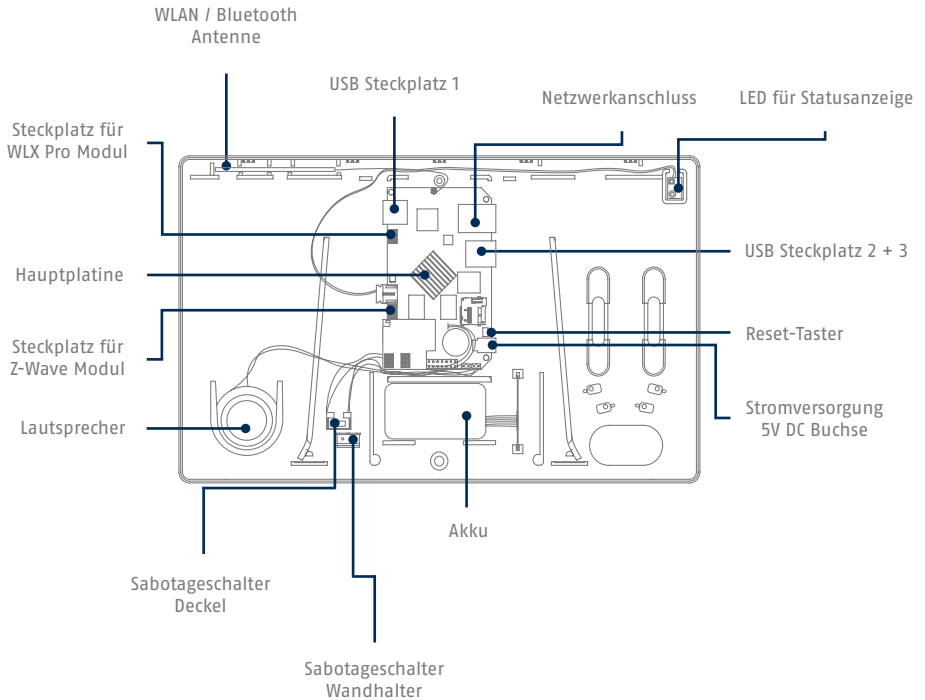 WLAN / Bluetooth
Antenne
USB Steckplatz 1
Netzwerkanschluss
LED für Statusanzeige
Steckplatz für
WLX Pro Modul
USB Steckplatz 2 + 3
Hauptplatine
Reset-Taster
Steckplatz für
Z-Wave Modul
Stromversorgung
5V DC Buchse
Lautsprecher
Akku
Sabotageschalter
Deckel
Sabotageschalter
Wandhalter